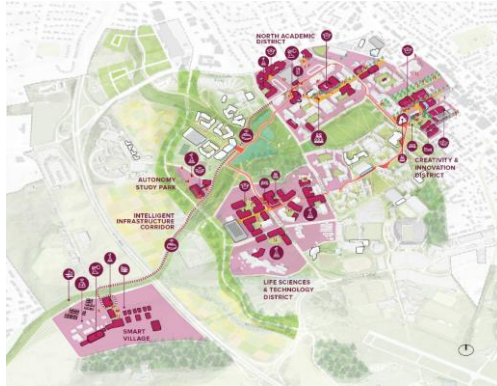 NORTH ACADEMIC
DISTRICT
CREATIVITY &
INNOVATION
DISTRICT
AUTONOMY
STUDY PARK
INTELLIGENT
INFRASTRUCTURE
CORRIDOR
LIFE SCIENCES
& TECHNOLOGY
DISTRICT
SMART
VILLAGE